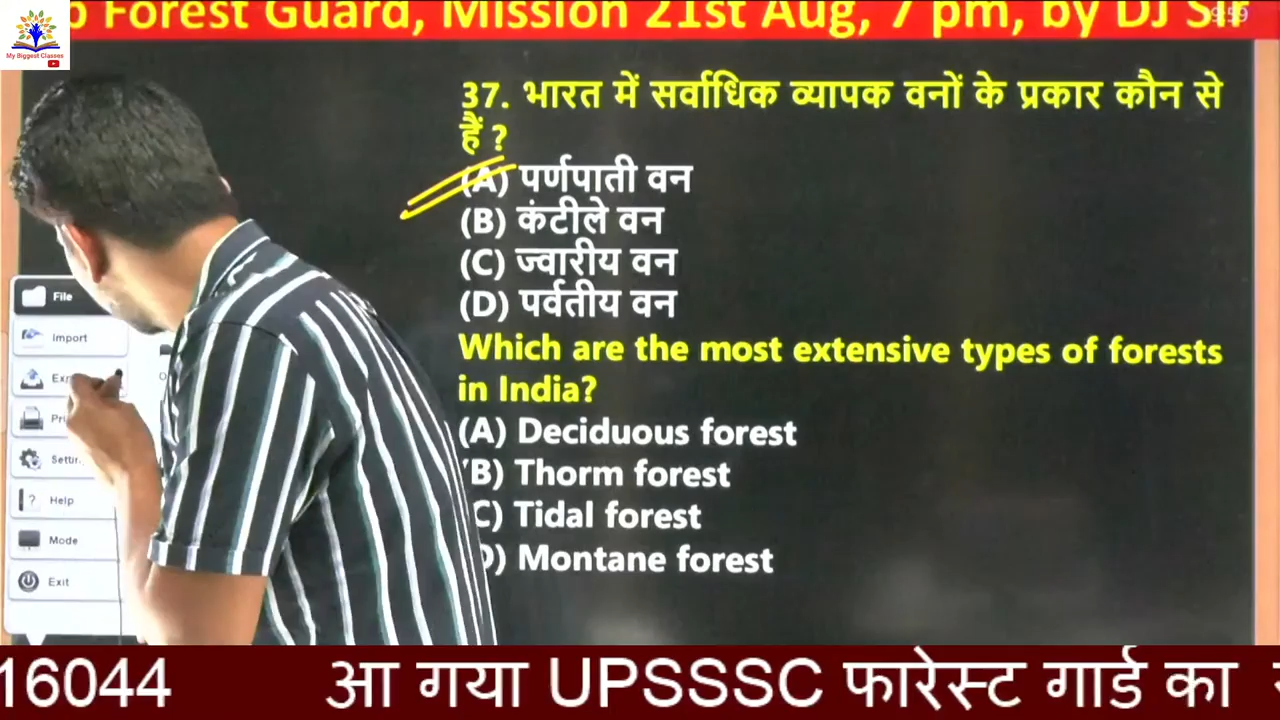 Forest Guard, Mission 21st Aug, 7 pm, by DJ S
My Biggest Classes
37. भारत में सर्वाधिक व्यापक वनों के प्रकार कौन से
हैं ?
(A) पर्णपाती वन
(B) कंटीले वन
(C) ज्वारीय वन
(D) पर्वतीय वन
Which are the most extensive types of forests
in India?
(A) Deciduous forest
(B) Thorm forest
C) Tidal forest
D) Montane forest
File
Import
Help
Mode
Exit
16044 आ गया UPSSSC फारेस्ट गार्ड का